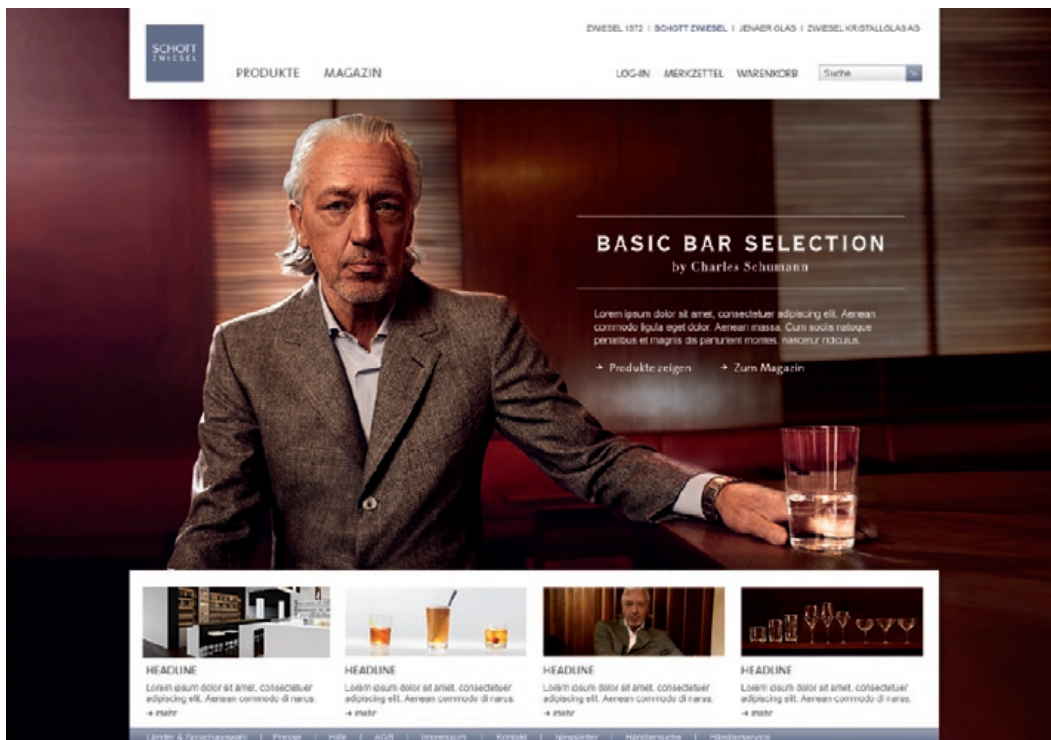 ZWIESEL 1872 | SCHOTT ZWIESEL | JENAER GLAS | ZWIESEL KRISTALLGLAS AG
SCHOTT
ZWIESEL
PRODUKTE MAGAZIN
LOG-IN MERKZETTEL WARENKORB Suche
BASIC BAR SELECTION
by Charles Schumann
Lorem ipsum dolor sit amet, consectetuer adipiscing elit. Aenean
commodo ligula eget dolor. Aenean massa. Cum sociis natoque
penatibus et magnis dis parturient montes, nascetur ridiculus.
→ Produkte zeigen → Zum Magazin
HEADLINE
Lorem ipsum dolor sit amet, consectetuer
adipiscing elit. Aenean commodo di narus.
→ mehr
HEADLINE
Lorem ipsum dolor sit amet, consectetuer
adipiscing elit. Aenean commodo di narus.
→ mehr
HEADLINE
Lorem ipsum dolor sit amet, consectetuer
adipiscing elit. Aenean commodo di narus.
→ mehr
HEADLINE
Lorem ipsum dolor sit amet, consectetuer
adipiscing elit. Aenean commodo di narus.
→ mehr
Länder & Sprachauswahl | Presse | Hilfe | AGB | Impressum | Kontakt | Newsletter | Händlersuche | Händlerservice